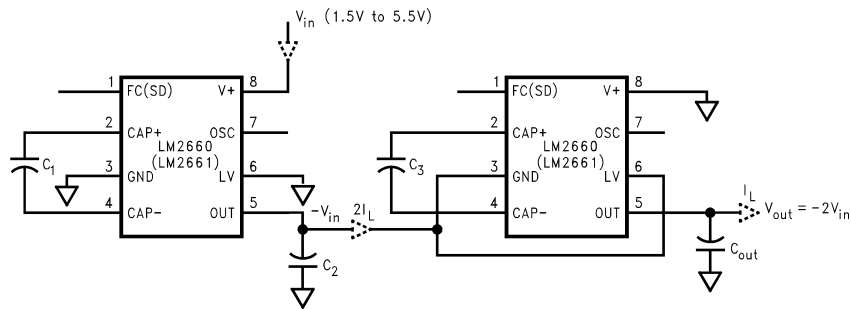 V_in (1.5V to 5.5V)
1 FC(SD) V+ 8
2 CAP+ OSC 7
LM2660
(LM2661)
3 GND LV 6
4 CAP- OUT 5
C_1
-V_in
2I_L
C_2
1 FC(SD) V+ 8
2 CAP+ OSC 7
LM2660
(LM2661)
3 GND LV 6
4 CAP- OUT 5
C_3
I_L
V_out = -2V_in
C_out